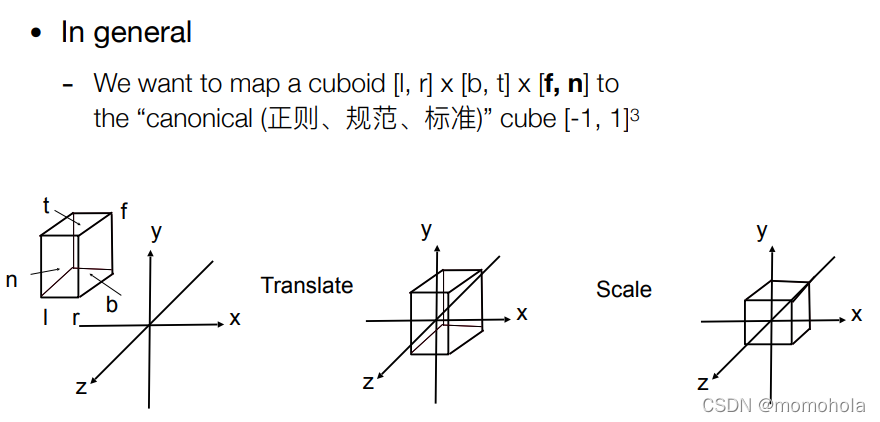 • In general
- We want to map a cuboid [l, r] x [b, t] x [f, n] to
the “canonical (正则、规范、标准)” cube [-1, 1]³
t
f
y
n
b
l
r
x
z
Translate
y
x
z
Scale
y
x
z
CSDN @momohola